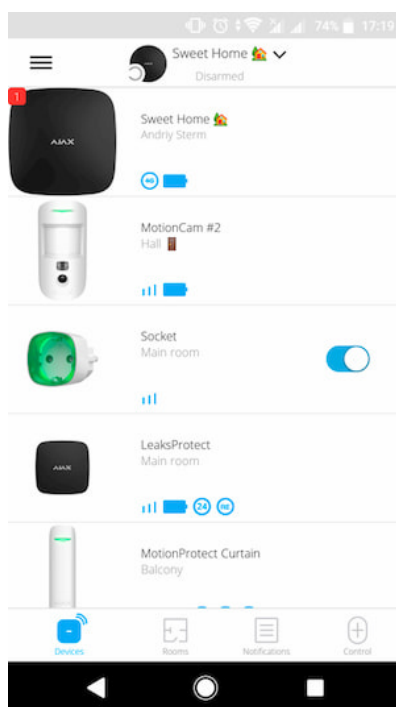 74% 17:19
Sweet Home 🏡
Disarmed
1
AJAX
Sweet Home 🏡
Andriy Sterm
4G
MotionCam #2
Hall 🚪
Socket
Main room
LeaksProtect
AJAX
Main room
24
MotionProtect Curtain
Balcony
Devices Rooms Notifications Control